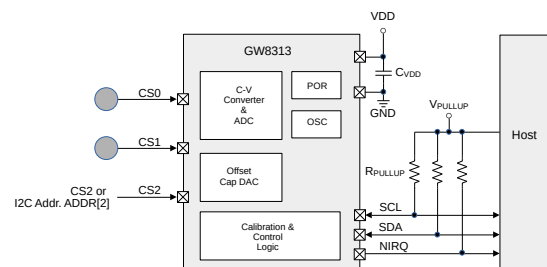 VDD
GW8313
CVDD
GND
C-V
Converter
&
ADC
POR
OSC
CS0
CS1
CS2
CS2 or
I2C Addr. ADDR[2]
Offset
Cap DAC
Calibration &
Control
Logic
VPULLUP
RPULLUP
Host
SCL
SDA
NIRQ